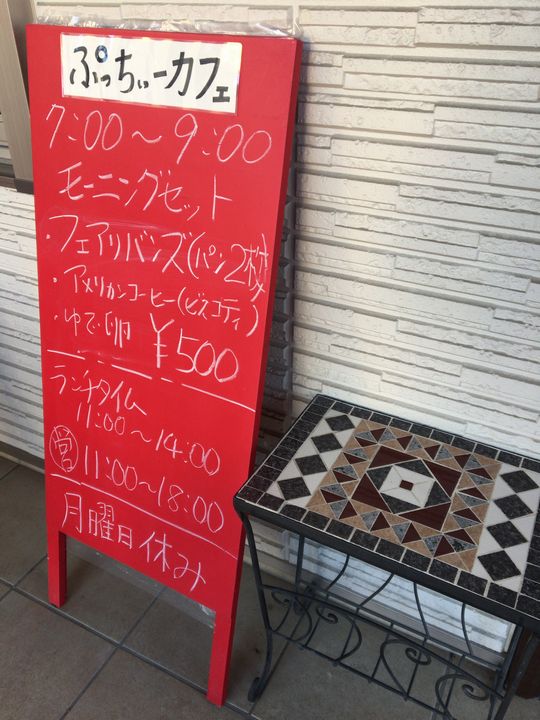 ぷっちぃーカフェ
7:00～9:00
モーニングセット
・フェアリバンズ(パン2枚)
・アメリカンコーヒー(ビスコティ)
・ゆで卵 ¥500
ランチタイム
11:00～14:00
営 11:00～18:00
月曜日休み